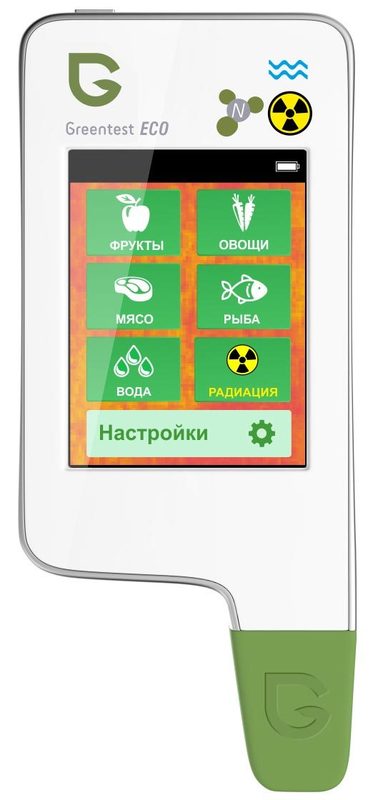 Greentest ECO
N
ФРУКТЫ
ОВОЩИ
МЯСО
РЫБА
ВОДА
РАДИАЦИЯ
Настройки